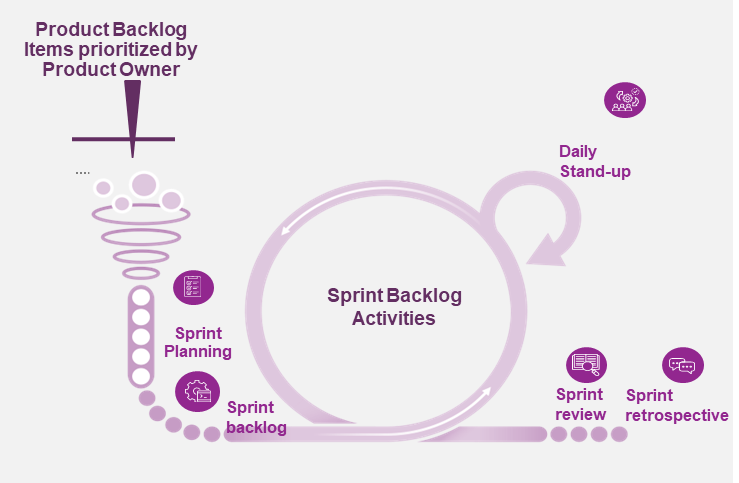 Product Backlog
Items prioritized by
Product Owner
....
Daily
Stand-up
Sprint Backlog
Activities
Sprint
Planning
Sprint
backlog
Sprint
review
Sprint
retrospective